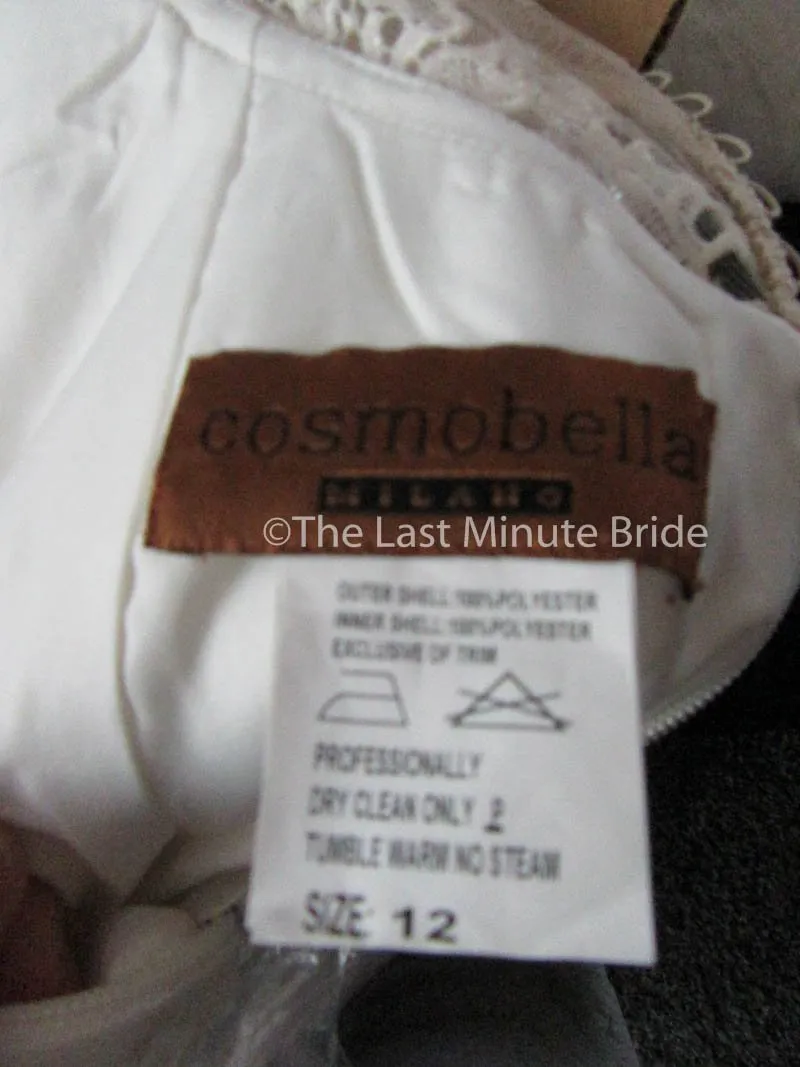 cosmobella
MILANO
©The Last Minute Bride
OUTER SHELL:100%POLYESTER
INNER SHELL:100%POLYESTER
EXCLUSIVE OF TRIM
PROFESSIONALLY
DRY CLEAN ONLY P
TUMBLE WARM NO STEAM
SIZE: 12